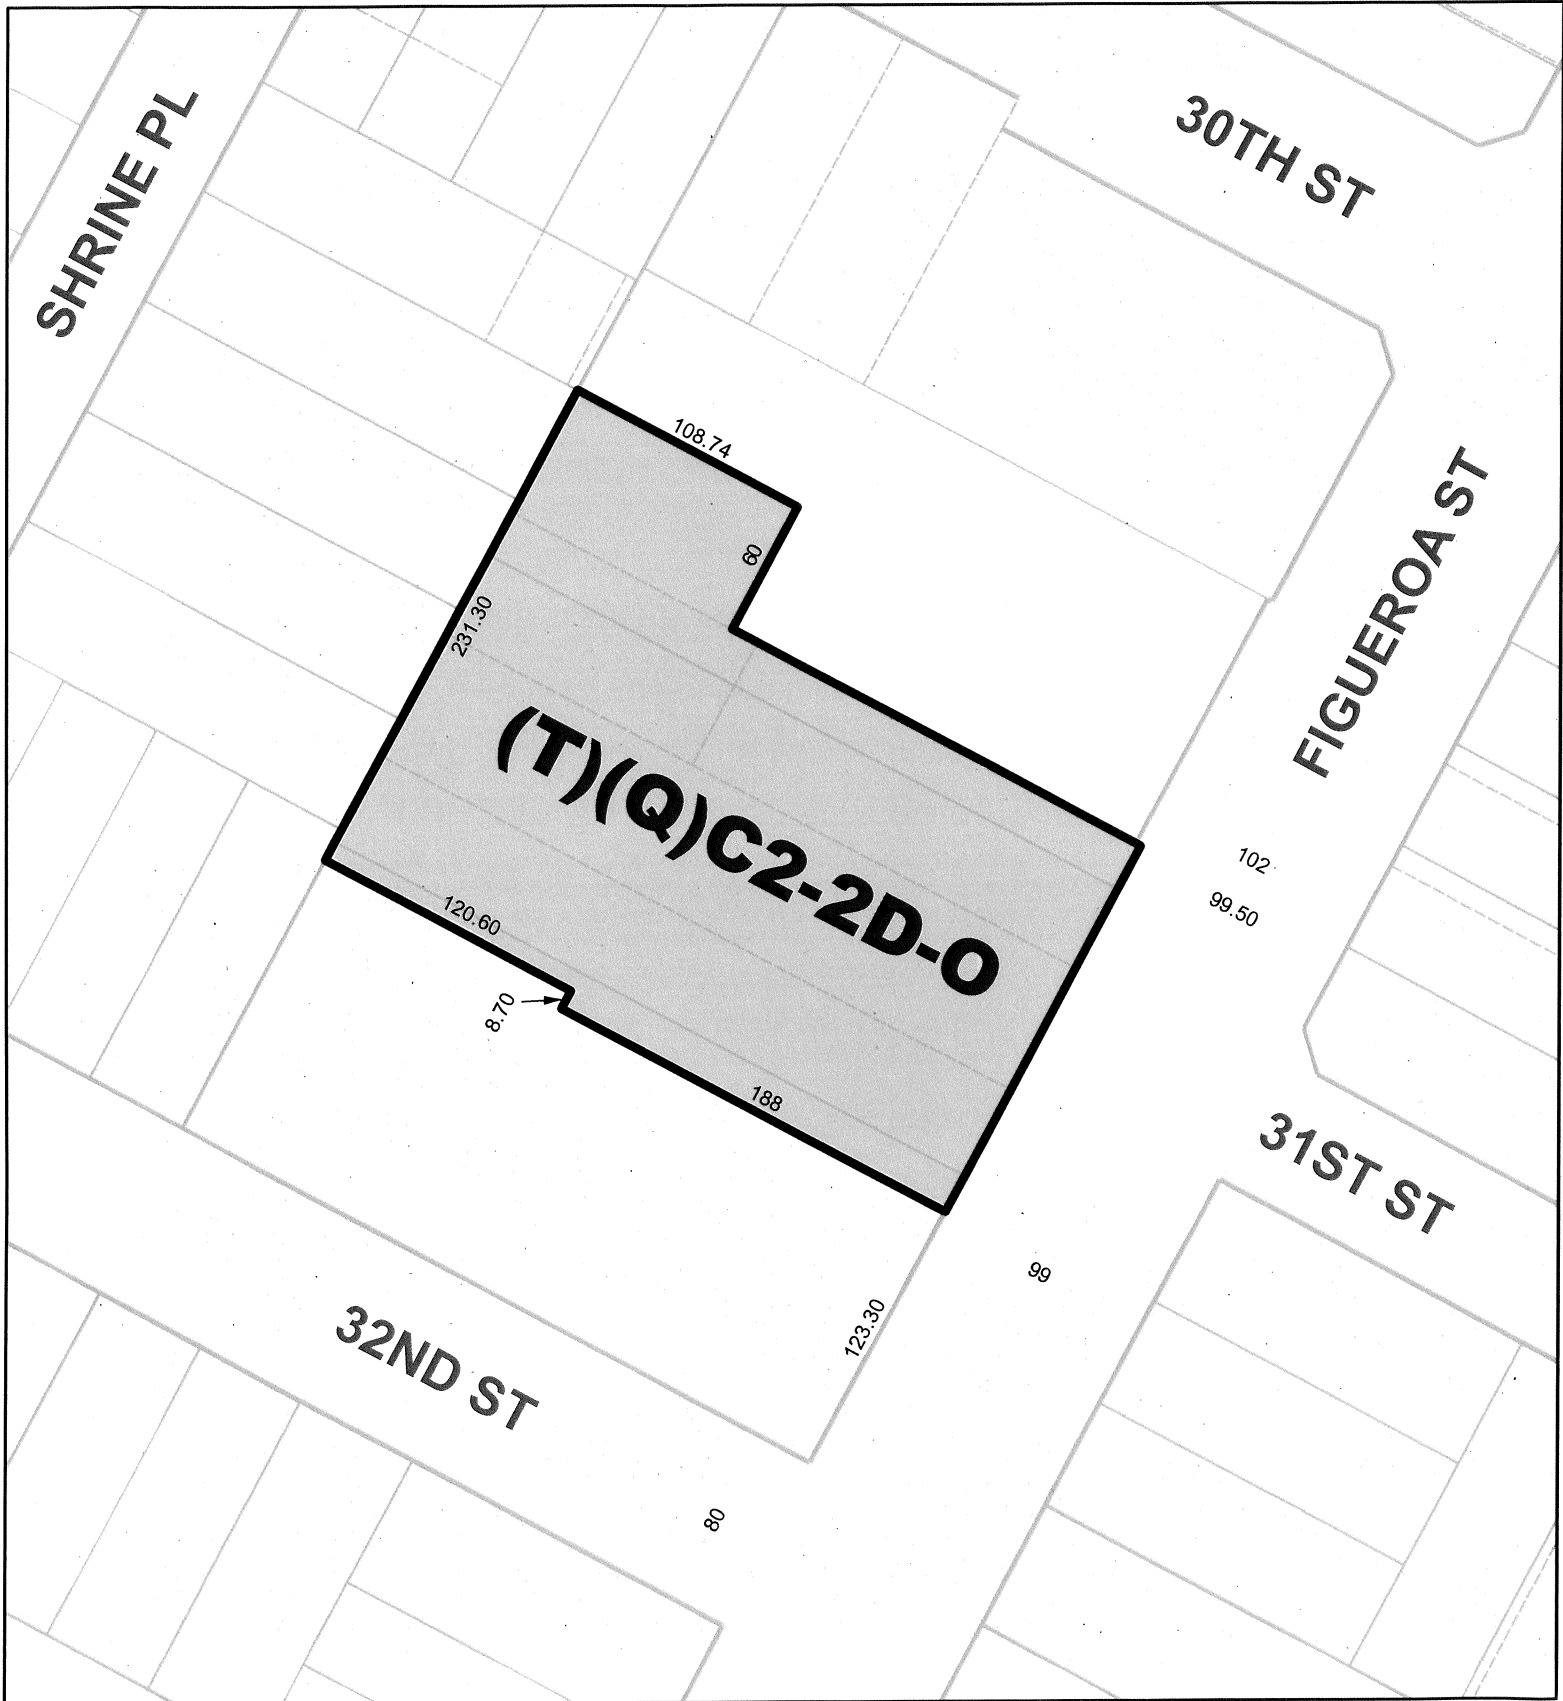 30TH ST
SHRINE PL
108.74
60
FIGUEROA ST
231.30
(T)(Q)C2-2D-O
102
99.50
120.60
8.70
188
31ST ST
99
123.30
32ND ST
80